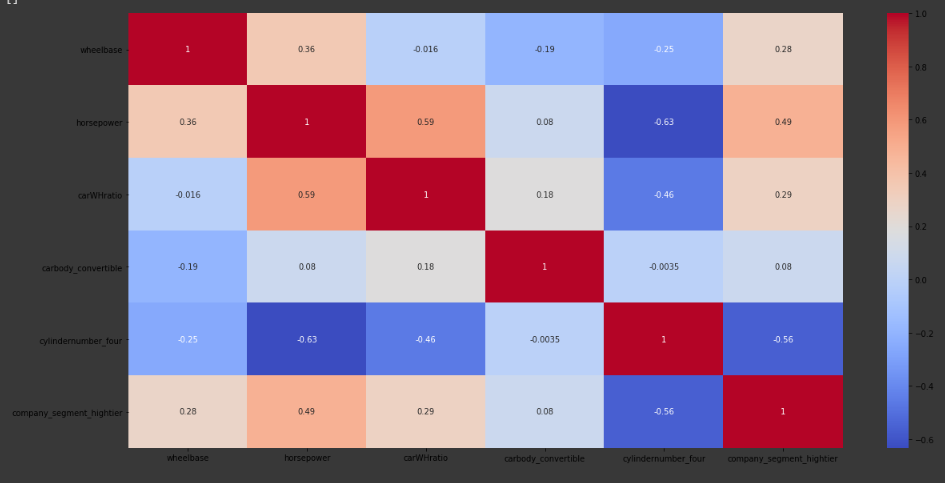 []
wheelbase 1 0.36 -0.016 -0.19 -0.25 0.28
horsepower 0.36 1 0.59 0.08 -0.63 0.49
carWHratio -0.016 0.59 1 0.18 -0.46 0.29
carbody_convertible -0.19 0.08 0.18 1 -0.0035 0.08
cylindernumber_four -0.25 -0.63 -0.46 -0.0035 1 -0.56
company_segment_hightier 0.28 0.49 0.29 0.08 -0.56 1
wheelbase horsepower carWHratio carbody_convertible cylindernumber_four company_segment_hightier
1.0
0.8
0.6
0.4
0.2
0.0
−0.2
−0.4
−0.6